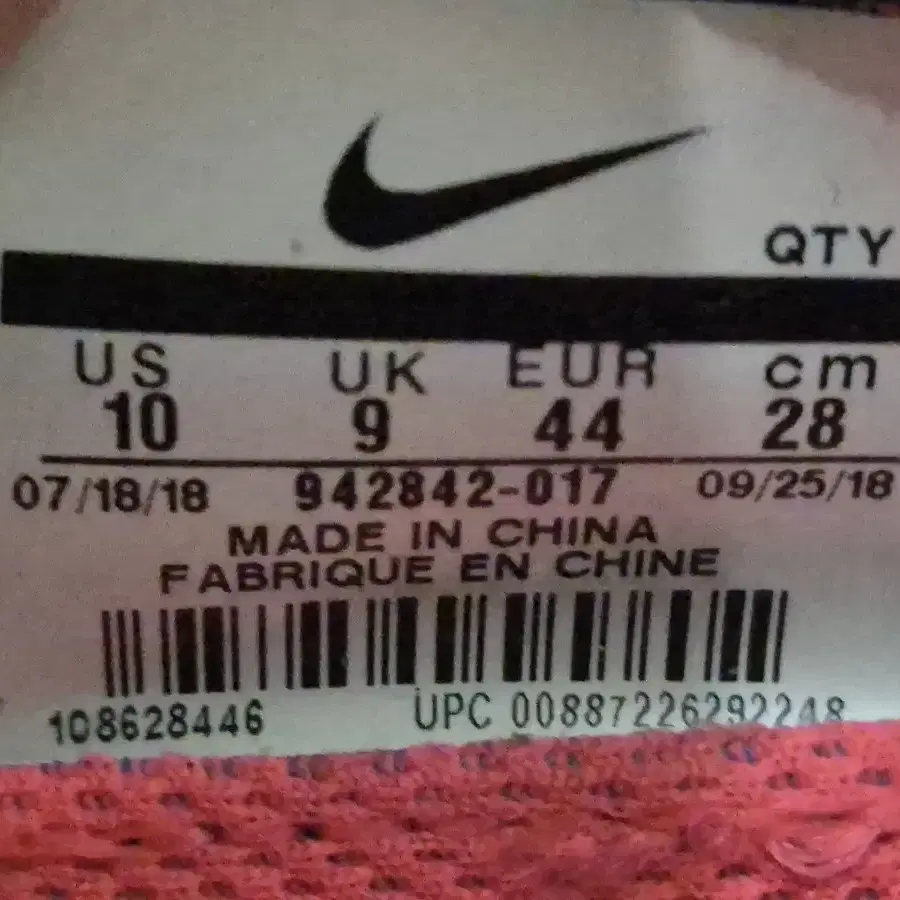 QTY
US UK EUR cm
10 9 44 28
07/18/18 942842-017 09/25/18
MADE IN CHINA
FABRIQUE EN CHINE
108628446 UPC 00887226292248